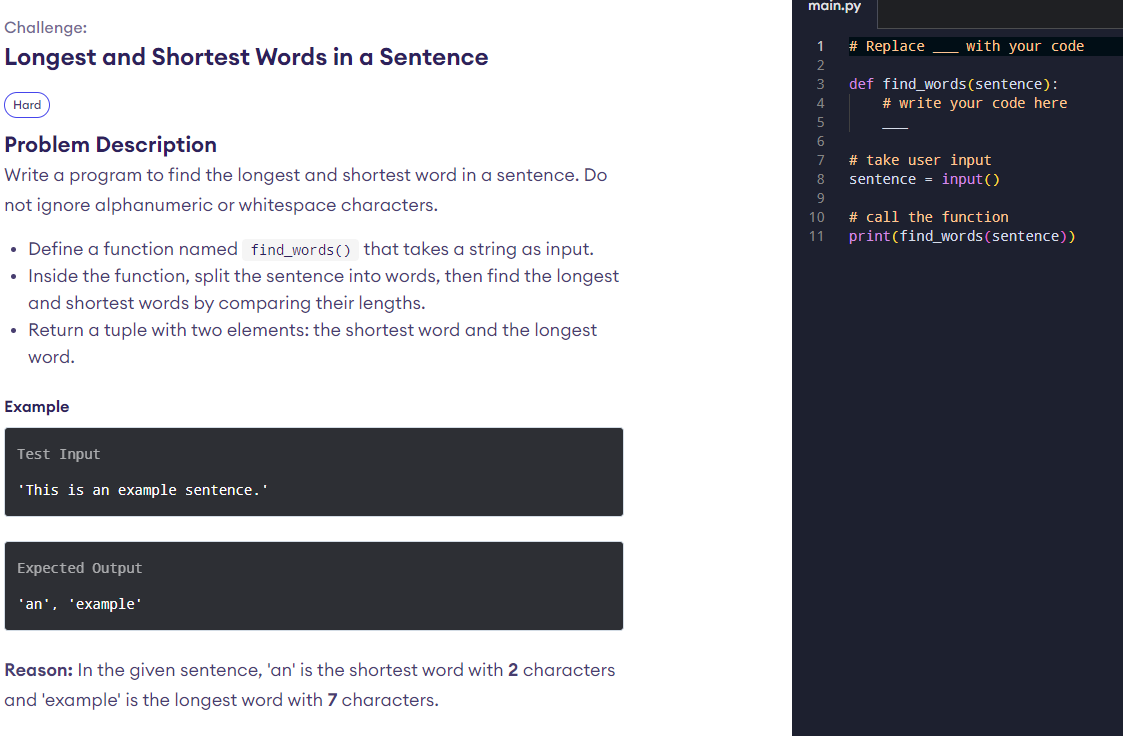 Challenge:
Longest and Shortest Words in a Sentence
Hard
Problem Description
Write a program to find the longest and shortest word in a sentence. Do
not ignore alphanumeric or whitespace characters.
• Define a function named find_words() that takes a string as input.
• Inside the function, split the sentence into words, then find the longest
and shortest words by comparing their lengths.
• Return a tuple with two elements: the shortest word and the longest
word.
Example
Test Input
'This is an example sentence.'
Expected Output
'an', 'example'
Reason: In the given sentence, 'an' is the shortest word with 2 characters
and 'example' is the longest word with 7 characters.
main.py
1 # Replace ___ with your code
2
3 def find_words(sentence):
4     # write your code here
5     ___
6
7 # take user input
8 sentence = input()
9
10 # call the function
11 print(find_words(sentence))